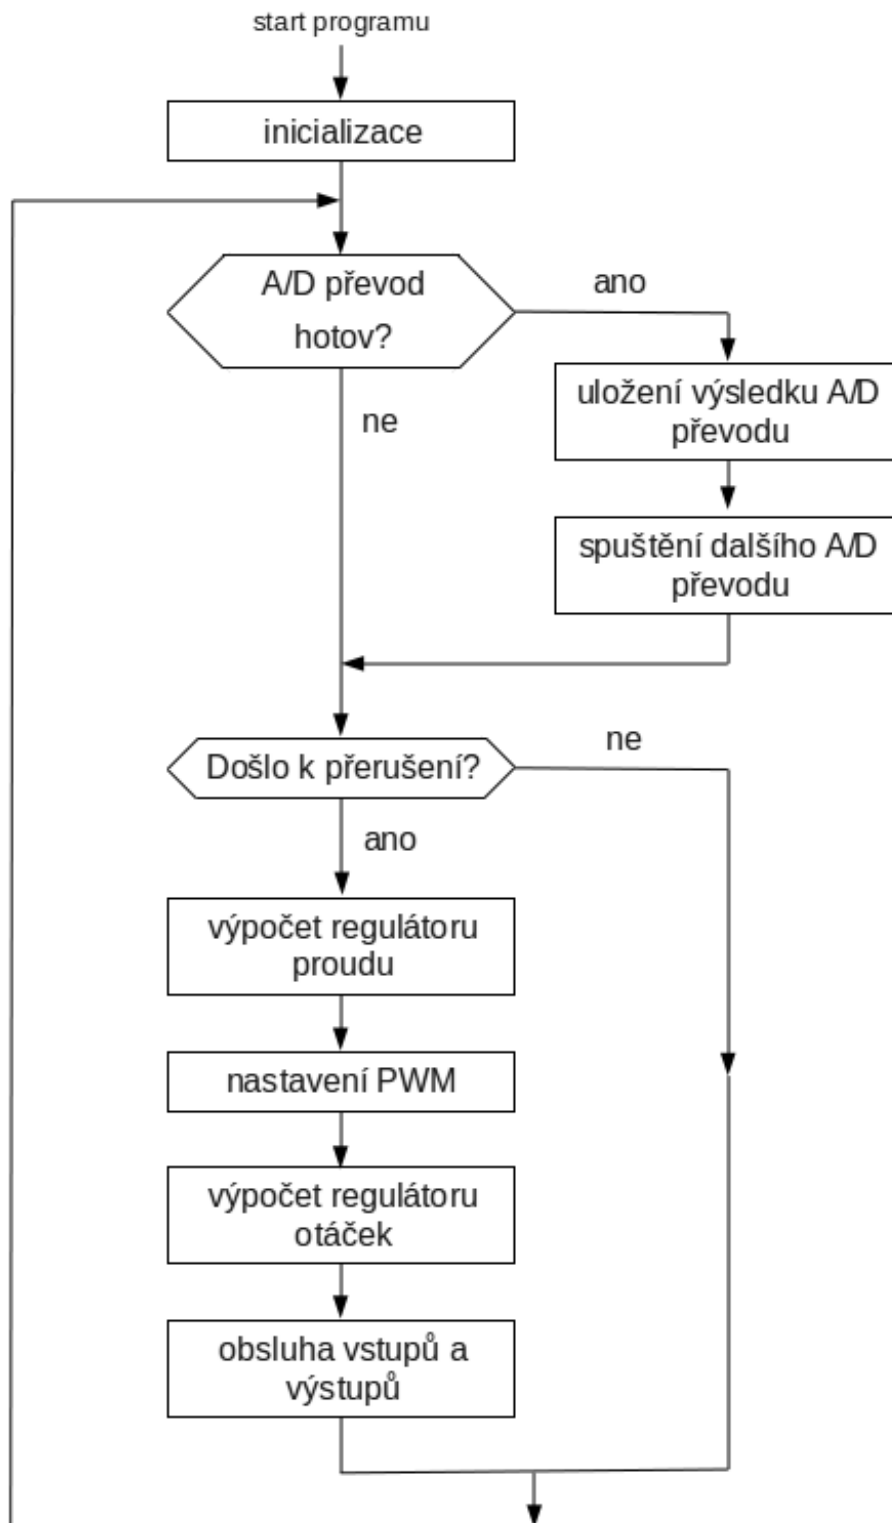 start programu
inicializace
A/D převod
hotov?
ano
ne
uložení výsledku A/D
převodu
spuštění dalšího A/D
převodu
Došlo k přerušení?
ne
ano
výpočet regulátoru
proudu
nastavení PWM
výpočet regulátoru
otáček
obsluha vstupů a
výstupů